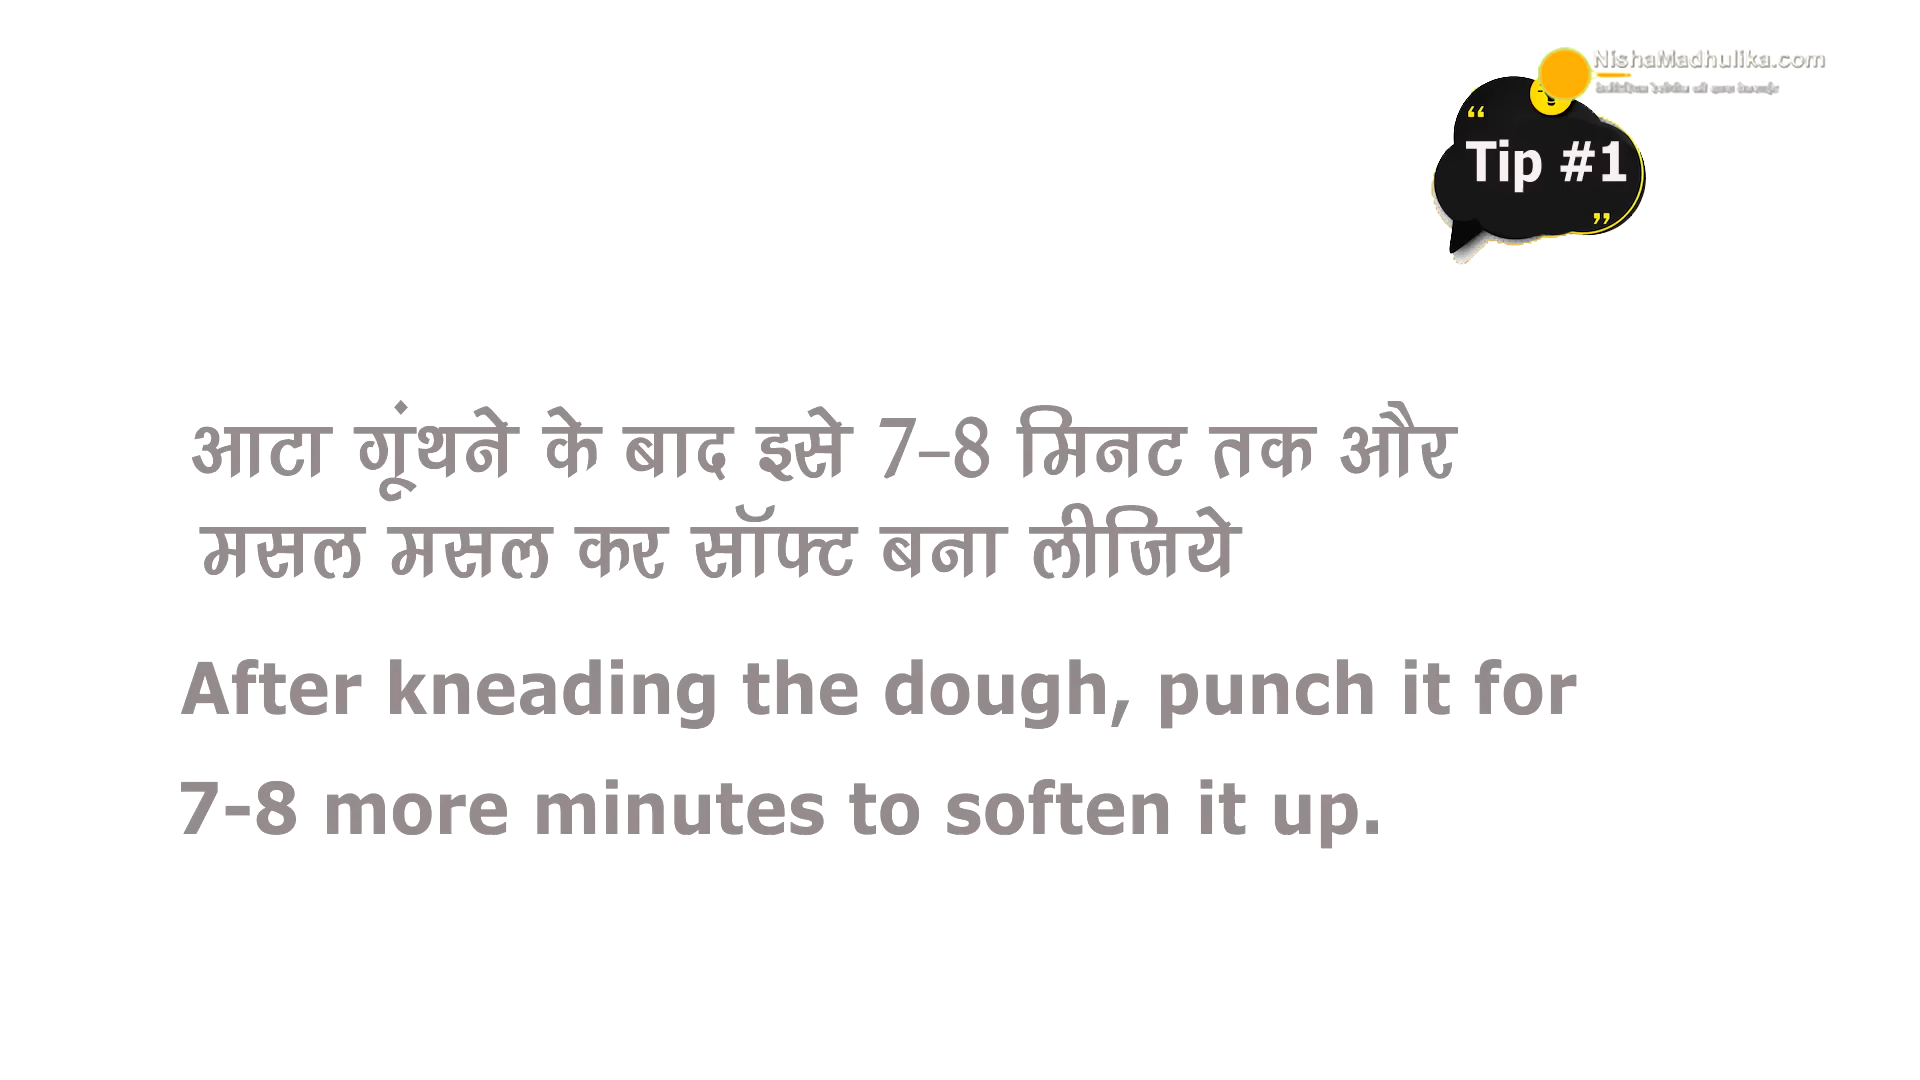 NishaMadhulika.com
“
Tip #1
”
आटा गूंथने के बाद इसे 7-8 मिनट तक और
मसल मसल कर सॉफ्ट बना लीजिये
After kneading the dough, punch it for
7-8 more minutes to soften it up.